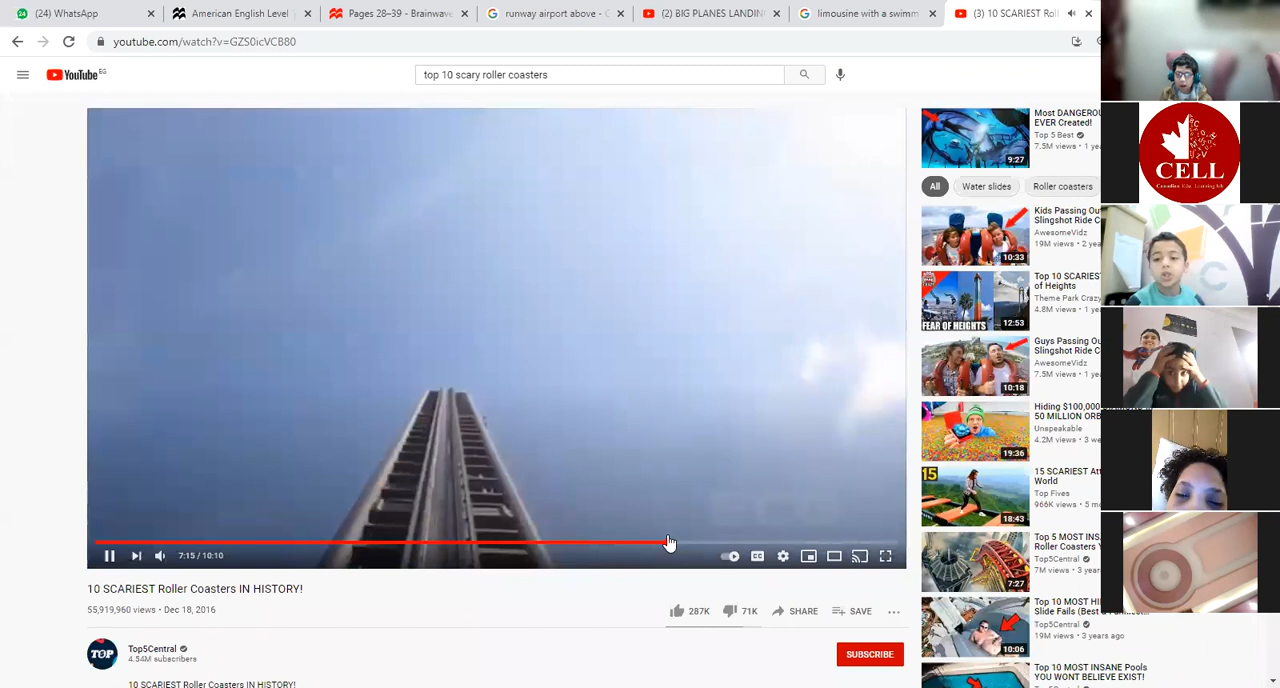 (24) WhatsApp
American English Level
Pages 28–39 - Brainwave
runway airport above - G
(2) BIG PLANES LANDIN
limousine with a swimm
(3) 10 SCARIEST Roll
youtube.com/watch?v=GZS0icVCB80
YouTube EG
top 10 scary roller coasters
Most DANGEROU
EVER Created!
Top 5 Best
7.5M views • 1 ye
9:27
All
Water slides
Roller coasters
Kids Passing Ou
Slingshot Ride C
AwesomeVidz
19M views • 2 yea
10:33
Top 10 SCARIEST
of Heights
Theme Park Crazy
4.8M views • 1 ye
FEAR OF HEIGHTS
12:53
Guys Passing Ou
Slingshot Ride C
AwesomeVidz
7.5M views • 1 ye
10:18
Hiding $100,000
50 MILLION ORB
Unspeakable
4.2M views • 3 we
19:36
15
15 SCARIEST Att
World
Top Fives
966K views • 5 mo
18:43
Top 5 MOST INS
Roller Coasters Y
Top5Central
7M views • 3 year
7:27
Top 10 MOST HI
Slide Fails (Best
Top5Central
19M views • 3 years ago
10:06
Top 10 MOST INSANE Pools
YOU WONT BELIEVE EXIST!
7:15 / 10:10
10 SCARIEST Roller Coasters IN HISTORY!
55,919,960 views • Dec 18, 2016
287K
71K
SHARE
SAVE
TOP
Top5Central
4.54M subscribers
SUBSCRIBE
10 SCARIEST Roller Coasters IN HISTORY!
CELL